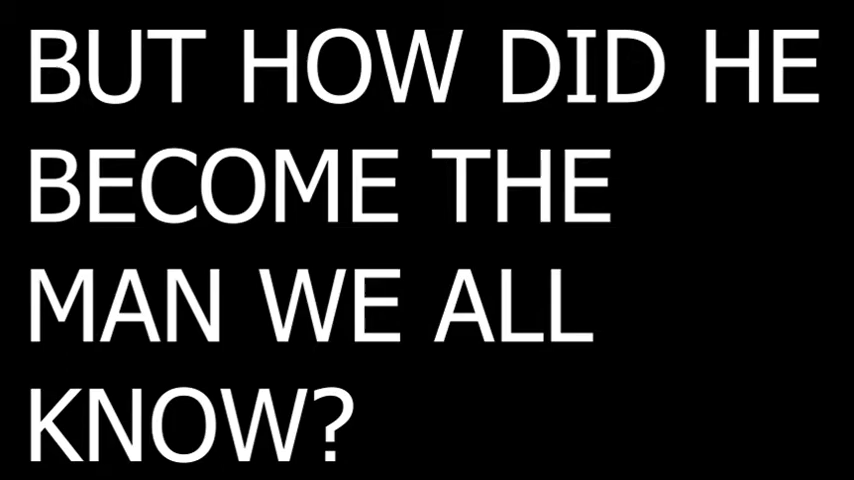 BUT HOW DID HE
BECOME THE
MAN WE ALL
KNOW?